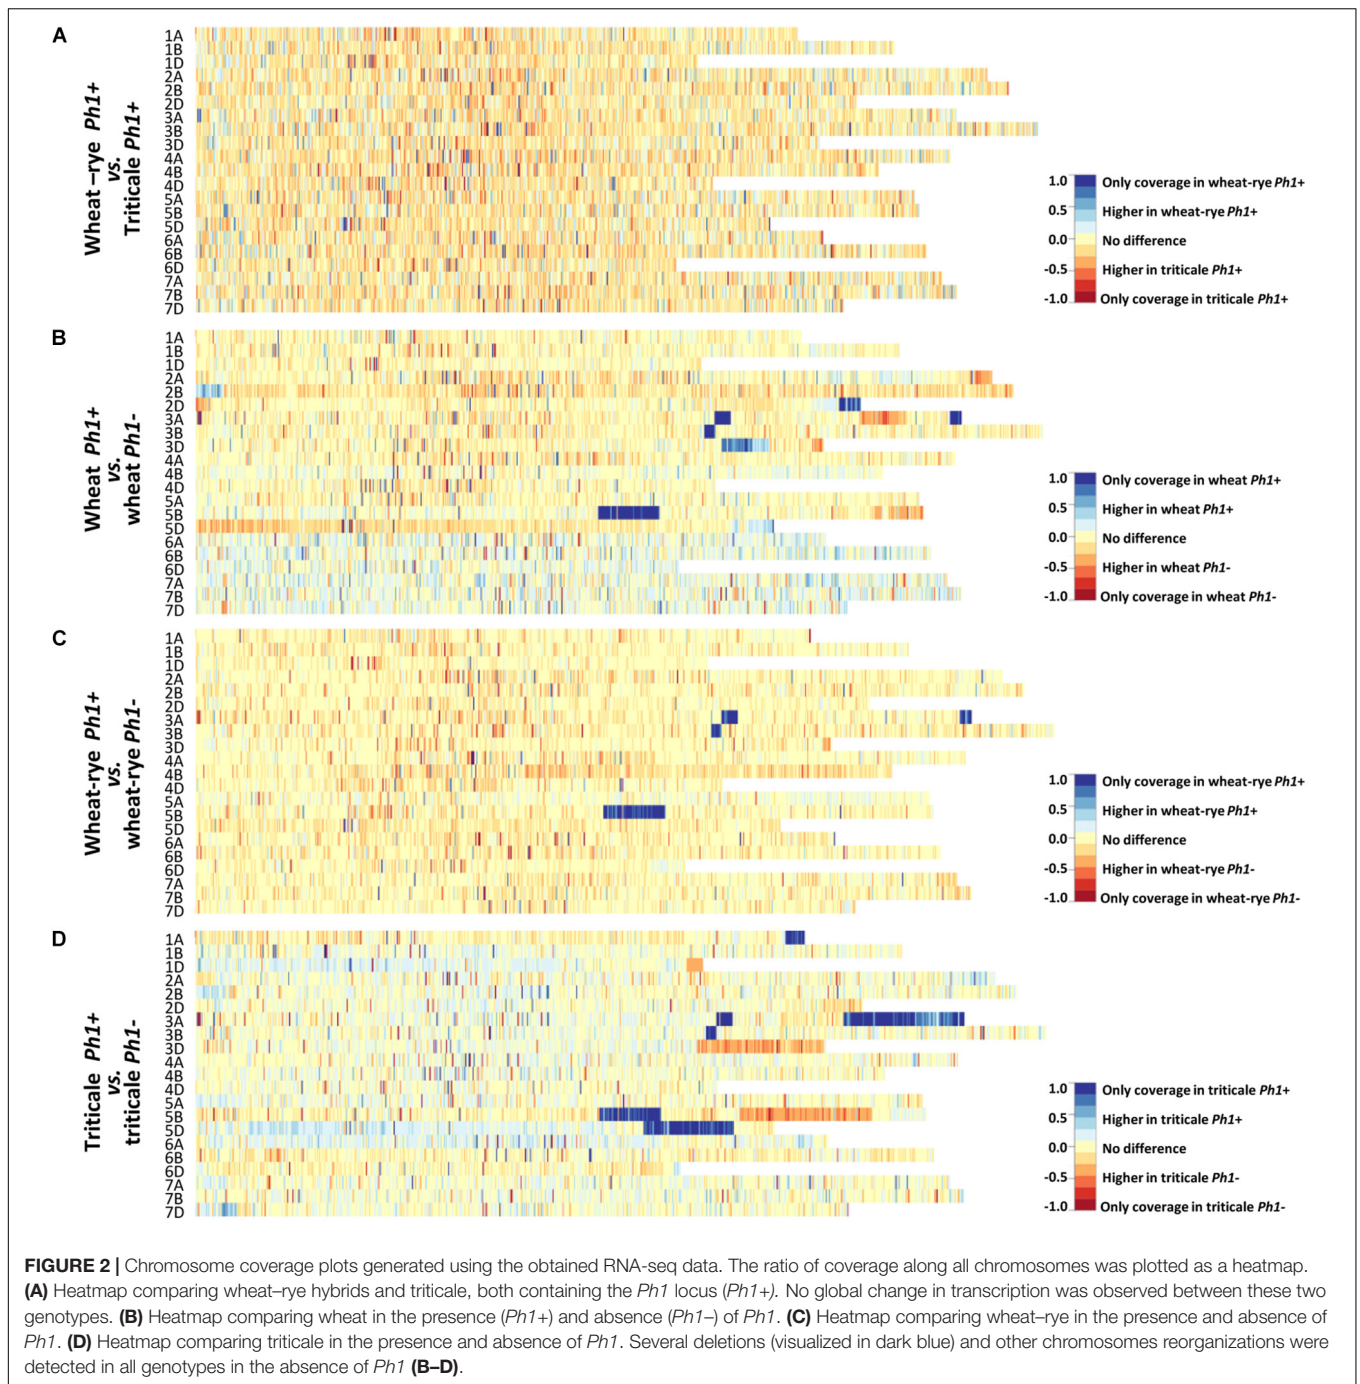 A
Wheat –rye Ph1+
vs.
Triticale Ph1+
1A
1B
1D
2A
2B
2D
3A
3B
3D
4A
4B
4D
5A
5B
5D
6A
6B
6D
7A
7B
7D
1.0 Only coverage in wheat-rye Ph1+
0.5 Higher in wheat-rye Ph1+
0.0 No difference
-0.5 Higher in triticale Ph1+
-1.0 Only coverage in triticale Ph1+
B
Wheat Ph1+
vs.
wheat Ph1-
1A
1B
1D
2A
2B
2D
3A
3B
3D
4A
4B
4D
5A
5B
5D
6A
6B
6D
7A
7B
7D
1.0 Only coverage in wheat Ph1+
0.5 Higher in wheat Ph1+
0.0 No difference
-0.5 Higher in wheat Ph1-
-1.0 Only coverage in wheat Ph1-
C
Wheat-rye Ph1+
vs.
wheat-rye Ph1-
1A
1B
1D
2A
2B
2D
3A
3B
3D
4A
4B
4D
5A
5B
5D
6A
6B
6D
7A
7B
7D
1.0 Only coverage in wheat-rye Ph1+
0.5 Higher in wheat-rye Ph1+
0.0 No difference
-0.5 Higher in wheat-rye Ph1-
-1.0 Only coverage in wheat-rye Ph1-
D
Triticale Ph1+
vs.
triticale Ph1-
1A
1B
1D
2A
2B
2D
3A
3B
3D
4A
4B
4D
5A
5B
5D
6A
6B
6D
7A
7B
7D
1.0 Only coverage in triticale Ph1+
0.5 Higher in triticale Ph1+
0.0 No difference
-0.5 Higher in triticale Ph1-
-1.0 Only coverage in triticale Ph1-
FIGURE 2 | Chromosome coverage plots generated using the obtained RNA-seq data. The ratio of coverage along all chromosomes was plotted as a heatmap.
(A) Heatmap comparing wheat–rye hybrids and triticale, both containing the Ph1 locus (Ph1+). No global change in transcription was observed between these two
genotypes. (B) Heatmap comparing wheat in the presence (Ph1+) and absence (Ph1–) of Ph1. (C) Heatmap comparing wheat–rye in the presence and absence of
Ph1. (D) Heatmap comparing triticale in the presence and absence of Ph1. Several deletions (visualized in dark blue) and other chromosomes reorganizations were
detected in all genotypes in the absence of Ph1 (B–D).